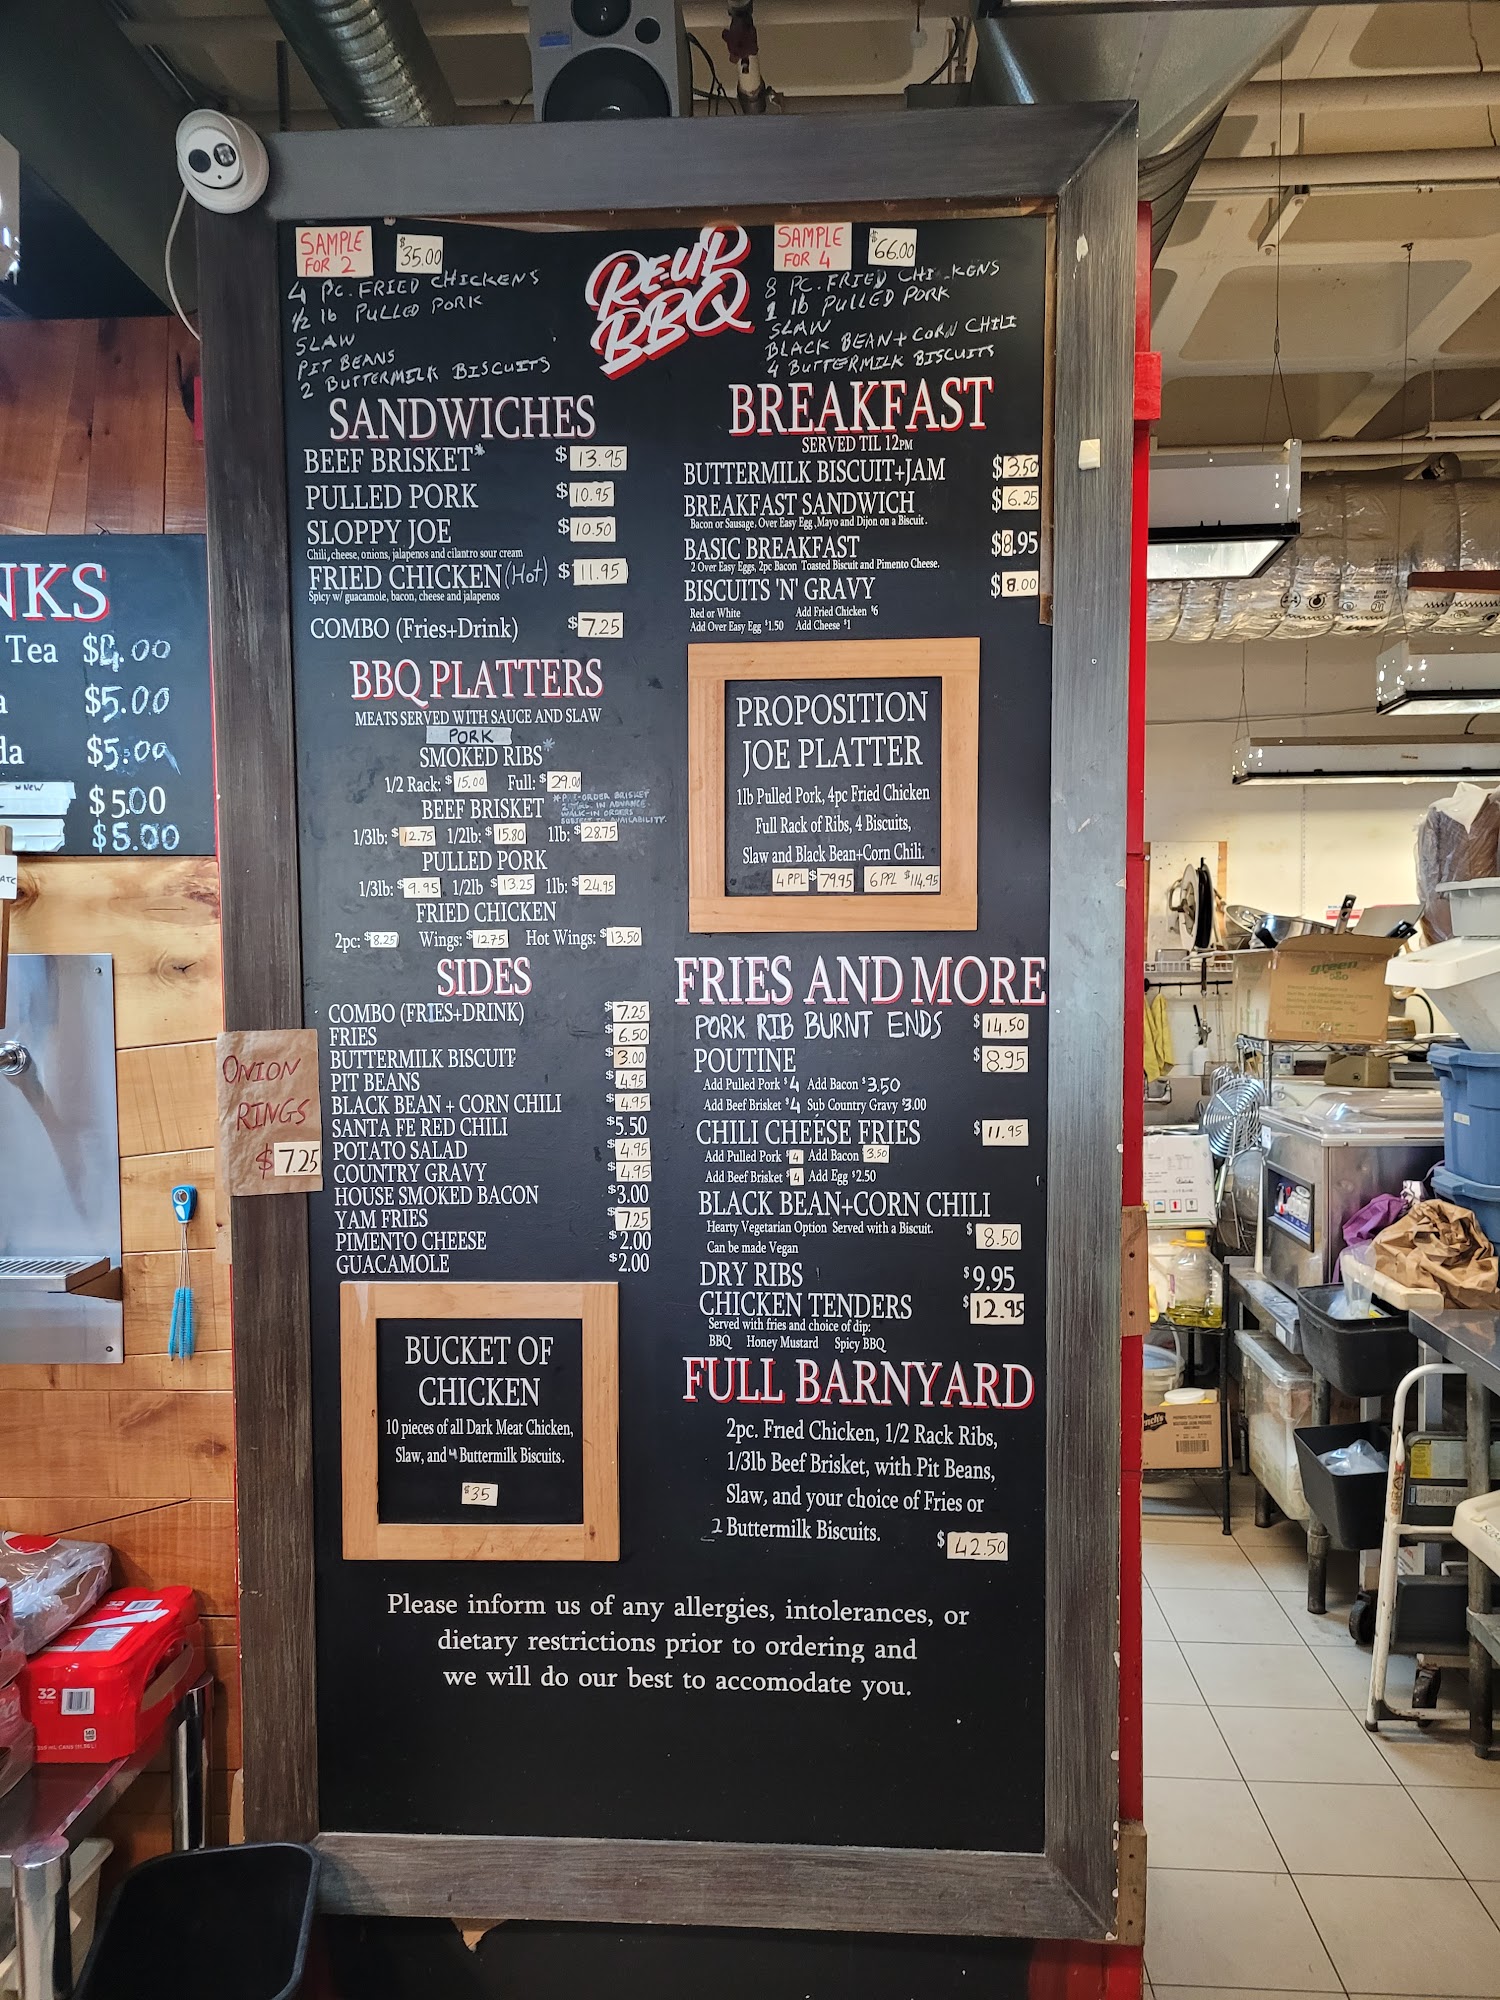 SAMPLE
FOR 2
$35.00
4 PC. FRIED CHICKENS
1/2 lb PULLED PORK
SLAW
PIT BEANS
2 BUTTERMILK BISCUITS
RE-UP
BBQ
SAMPLE
FOR 4
$66.00
8 PC. FRIED CHI KENS
1 lb PULLED PORK
SLAW
BLACK BEAN + CORN CHILI
4 BUTTERMILK BISCUITS
SANDWICHES
BEEF BRISKET* $13.95
PULLED PORK $10.95
SLOPPY JOE $10.50
Chili, cheese, onions, jalapenos and cilantro sour cream
FRIED CHICKEN (Hot) $11.95
Spicy w/ guacamole, bacon, cheese and jalapenos
COMBO (Fries+Drink) $7.25
BBQ PLATTERS
MEATS SERVED WITH SAUCE AND SLAW
PORK
SMOKED RIBS*
1/2 Rack: $15.00 Full: $29.00
BEEF BRISKET
*PRE-ORDER BRISKET
IN ADVANCE.
WALK-IN ORDERS
SUBJECT TO AVAILABILITY.
1/3lb: $12.75 1/2lb: $15.80 1lb: $28.75
PULLED PORK
1/3lb: $9.95 1/2lb $13.25 1lb: $24.95
FRIED CHICKEN
2pc: $8.25 Wings: $12.75 Hot Wings: $13.50
SIDES
COMBO (FRIES+DRINK) $7.25
FRIES $6.50
BUTTERMILK BISCUIT $3.00
PIT BEANS $4.95
BLACK BEAN + CORN CHILI $4.95
SANTA FE RED CHILI $5.50
POTATO SALAD $4.95
COUNTRY GRAVY $4.95
HOUSE SMOKED BACON $3.00
YAM FRIES $7.25
PIMENTO CHEESE $2.00
GUACAMOLE $2.00
BUCKET OF
CHICKEN
10 pieces of all Dark Meat Chicken,
Slaw, and 4 Buttermilk Biscuits.
$35
BREAKFAST
SERVED TIL 12PM
BUTTERMILK BISCUIT+JAM $3.50
BREAKFAST SANDWICH $6.25
Bacon or Sausage, Over Easy Egg, Mayo and Dijon on a Biscuit.
BASIC BREAKFAST $8.95
2 Over Easy Eggs, 2pc Bacon Toasted Biscuit and Pimento Cheese.
BISCUITS 'N' GRAVY $8.00
Red or White Add Fried Chicken $6
Add Over Easy Egg $1.50 Add Cheese $1
PROPOSITION
JOE PLATTER
1lb Pulled Pork, 4pc Fried Chicken
Full Rack of Ribs, 4 Biscuits,
Slaw and Black Bean+Corn Chili.
4 PPL $79.95 6 PPL $114.95
FRIES AND MORE
PORK RIB BURNT ENDS $14.50
POUTINE $8.95
Add Pulled Pork $4 Add Bacon $3.50
Add Beef Brisket $4 Sub Country Gravy $3.00
CHILI CHEESE FRIES $11.95
Add Pulled Pork $4 Add Bacon $3.50
Add Beef Brisket $4 Add Egg $2.50
BLACK BEAN+CORN CHILI
Hearty Vegetarian Option Served with a Biscuit. $8.50
Can be made Vegan
DRY RIBS $9.95
CHICKEN TENDERS $12.95
Served with fries and choice of dip:
BBQ Honey Mustard Spicy BBQ
FULL BARNYARD
2pc. Fried Chicken, 1/2 Rack Ribs,
1/3lb Beef Brisket, with Pit Beans,
Slaw, and your choice of Fries or
2 Buttermilk Biscuits.
$42.50
Please inform us of any allergies, intolerances, or
dietary restrictions prior to ordering and
we will do our best to accomodate you.
ONION
RINGS
$7.25
NKS
Tea $4.00
a $5.00
da $5.00
NEW
$5.00
$5.00
32
green